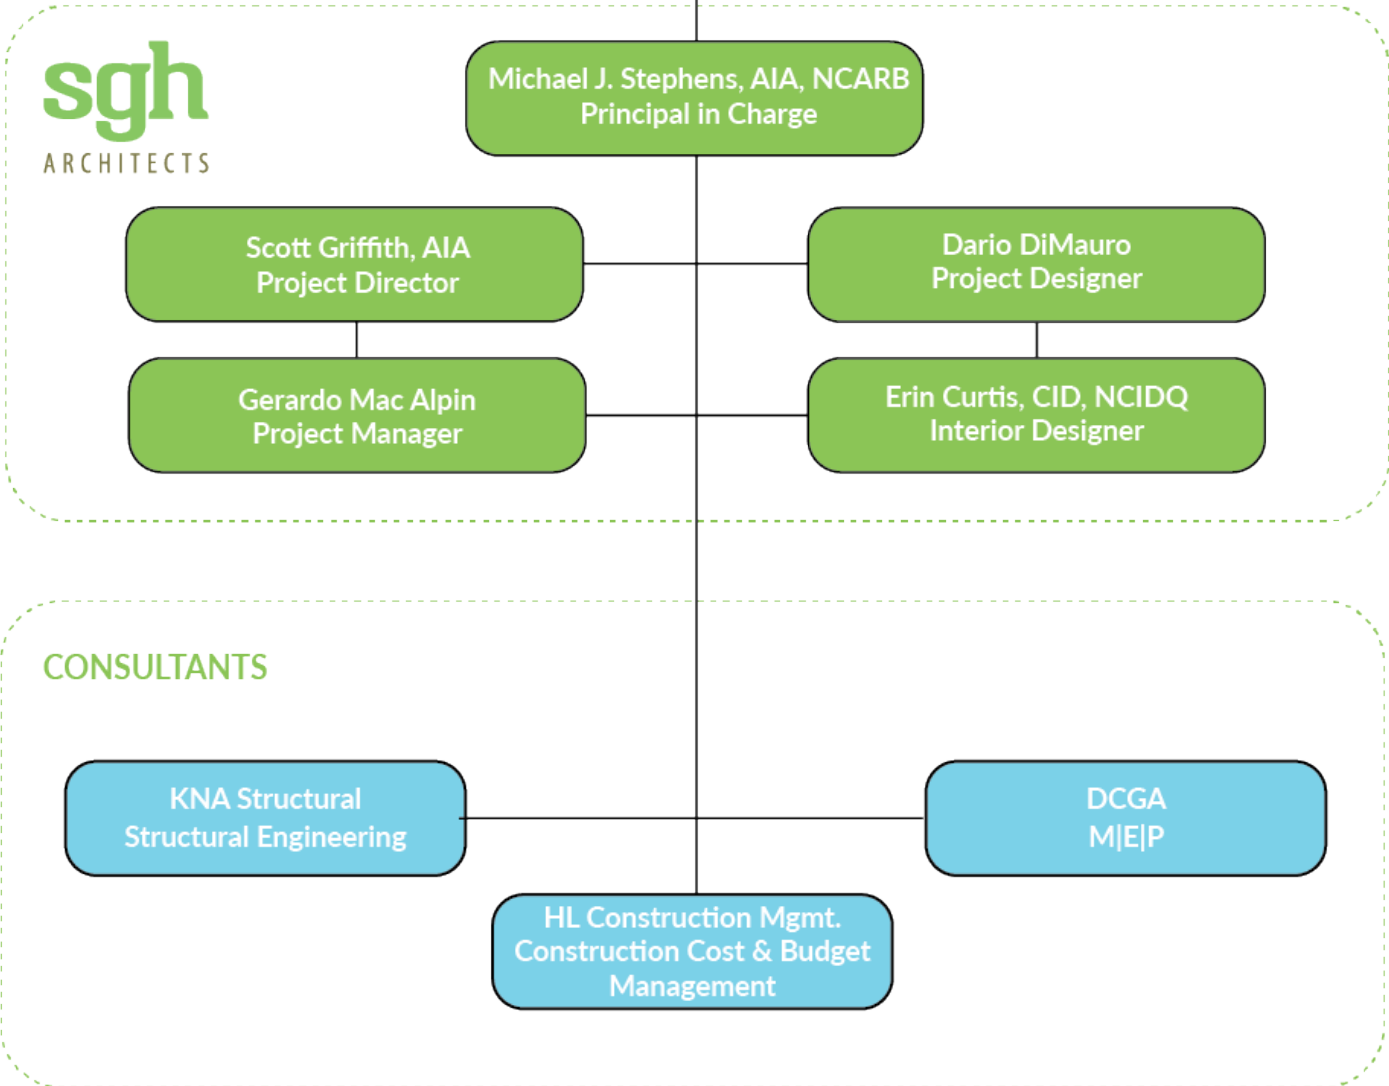 sgh
ARCHITECTS
Michael J. Stephens, AIA, NCARB
Principal in Charge
Scott Griffith, AIA
Project Director
Dario DiMauro
Project Designer
Gerardo Mac Alpin
Project Manager
Erin Curtis, CID, NCIDQ
Interior Designer
CONSULTANTS
KNA Structural
Structural Engineering
DCGA
M|E|P
HL Construction Mgmt.
Construction Cost & Budget
Management